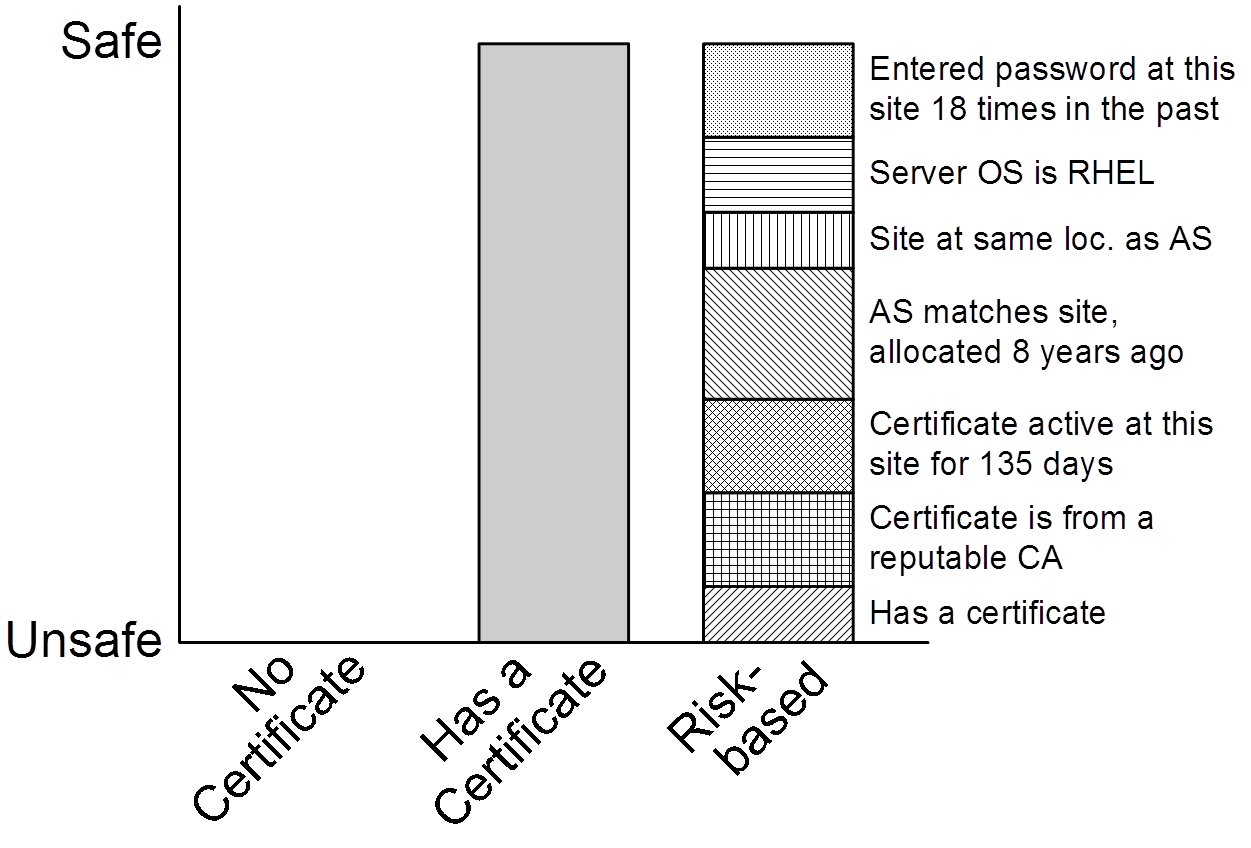 Safe
Entered password at this
site 18 times in the past
Server OS is RHEL
Site at same loc. as AS
AS matches site,
allocated 8 years ago
Certificate active at this
site for 135 days
Certificate is from a
reputable CA
Has a certificate
Unsafe
No
Certificate
Has a
Certificate
Risk-
based